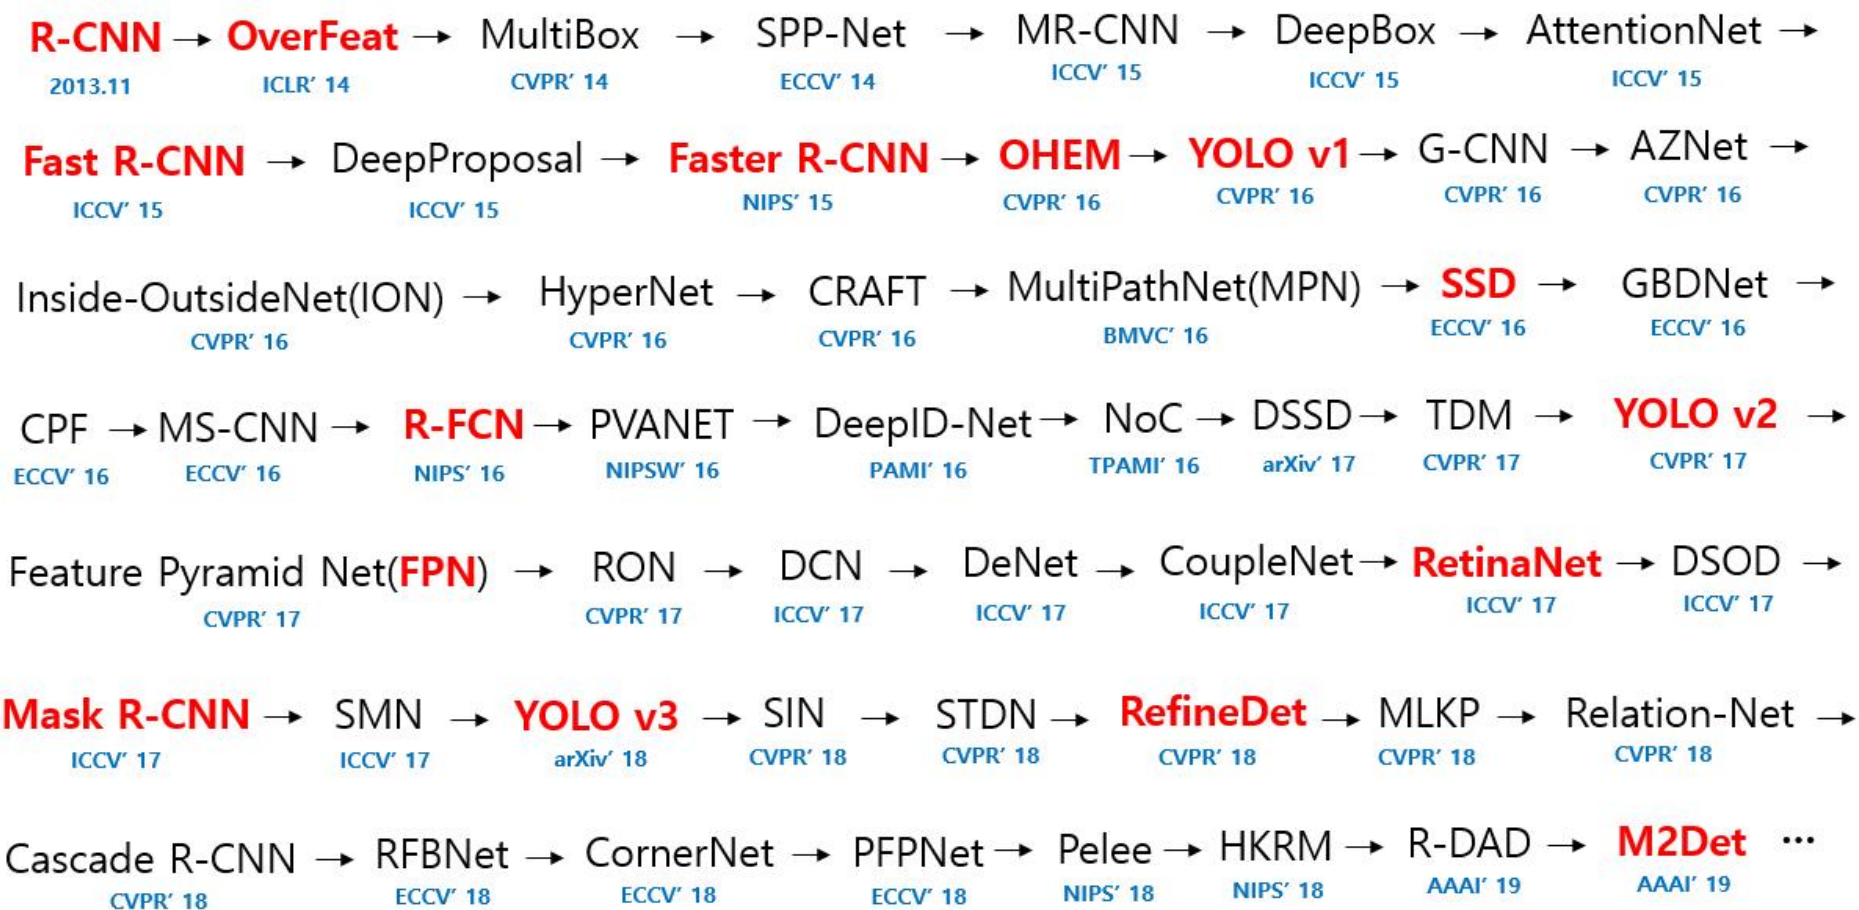 R-CNN → OverFeat → MultiBox → SPP-Net → MR-CNN → DeepBox → AttentionNet →
2013.11 ICLR’ 14 CVPR’ 14 ECCV’ 14 ICCV’ 15 ICCV’ 15 ICCV’ 15
Fast R-CNN → DeepProposal → Faster R-CNN → OHEM → YOLO v1 → G-CNN → AZNet →
ICCV’ 15 ICCV’ 15 NIPS’ 15 CVPR’ 16 CVPR’ 16 CVPR’ 16 CVPR’ 16
Inside-OutsideNet(ION) → HyperNet → CRAFT → MultiPathNet(MPN) → SSD → GBDNet →
CVPR’ 16 CVPR’ 16 CVPR’ 16 BMVC’ 16 ECCV’ 16 ECCV’ 16
CPF → MS-CNN → R-FCN → PVANET → DeepID-Net → NoC → DSSD → TDM → YOLO v2 →
ECCV’ 16 ECCV’ 16 NIPS’ 16 NIPSW’ 16 PAMI’ 16 TPAMI’ 16 arXiv’ 17 CVPR’ 17 CVPR’ 17
Feature Pyramid Net(FPN) → RON → DCN → DeNet → CoupleNet → RetinaNet → DSOD →
CVPR’ 17 CVPR’ 17 ICCV’ 17 ICCV’ 17 ICCV’ 17 ICCV’ 17 ICCV’ 17
Mask R-CNN → SMN → YOLO v3 → SIN → STDN → RefineDet → MLKP → Relation-Net →
ICCV’ 17 ICCV’ 17 arXiv’ 18 CVPR’ 18 CVPR’ 18 CVPR’ 18 CVPR’ 18 CVPR’ 18
Cascade R-CNN → RFBNet → CornerNet → PFPNet → Pelee → HKRM → R-DAD → M2Det ···
CVPR’ 18 ECCV’ 18 ECCV’ 18 ECCV’ 18 NIPS’ 18 NIPS’ 18 AAAI’ 19 AAAI’ 19